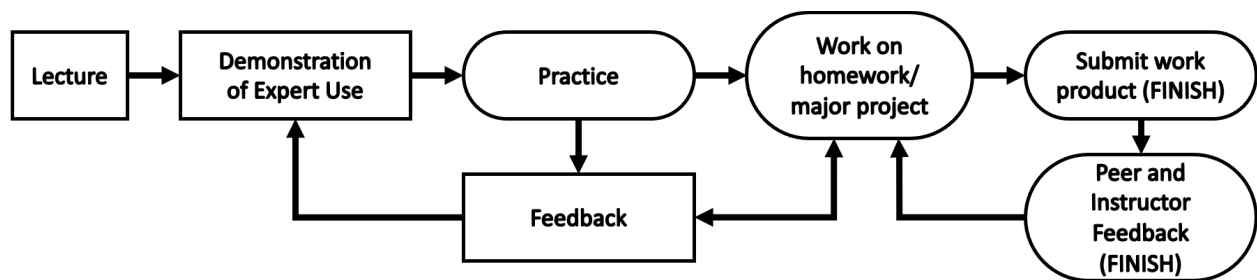 Lecture
Demonstration
of Expert Use
Practice
Work on
homework/
major project
Submit work
product (FINISH)
Feedback
Peer and
Instructor
Feedback
(FINISH)